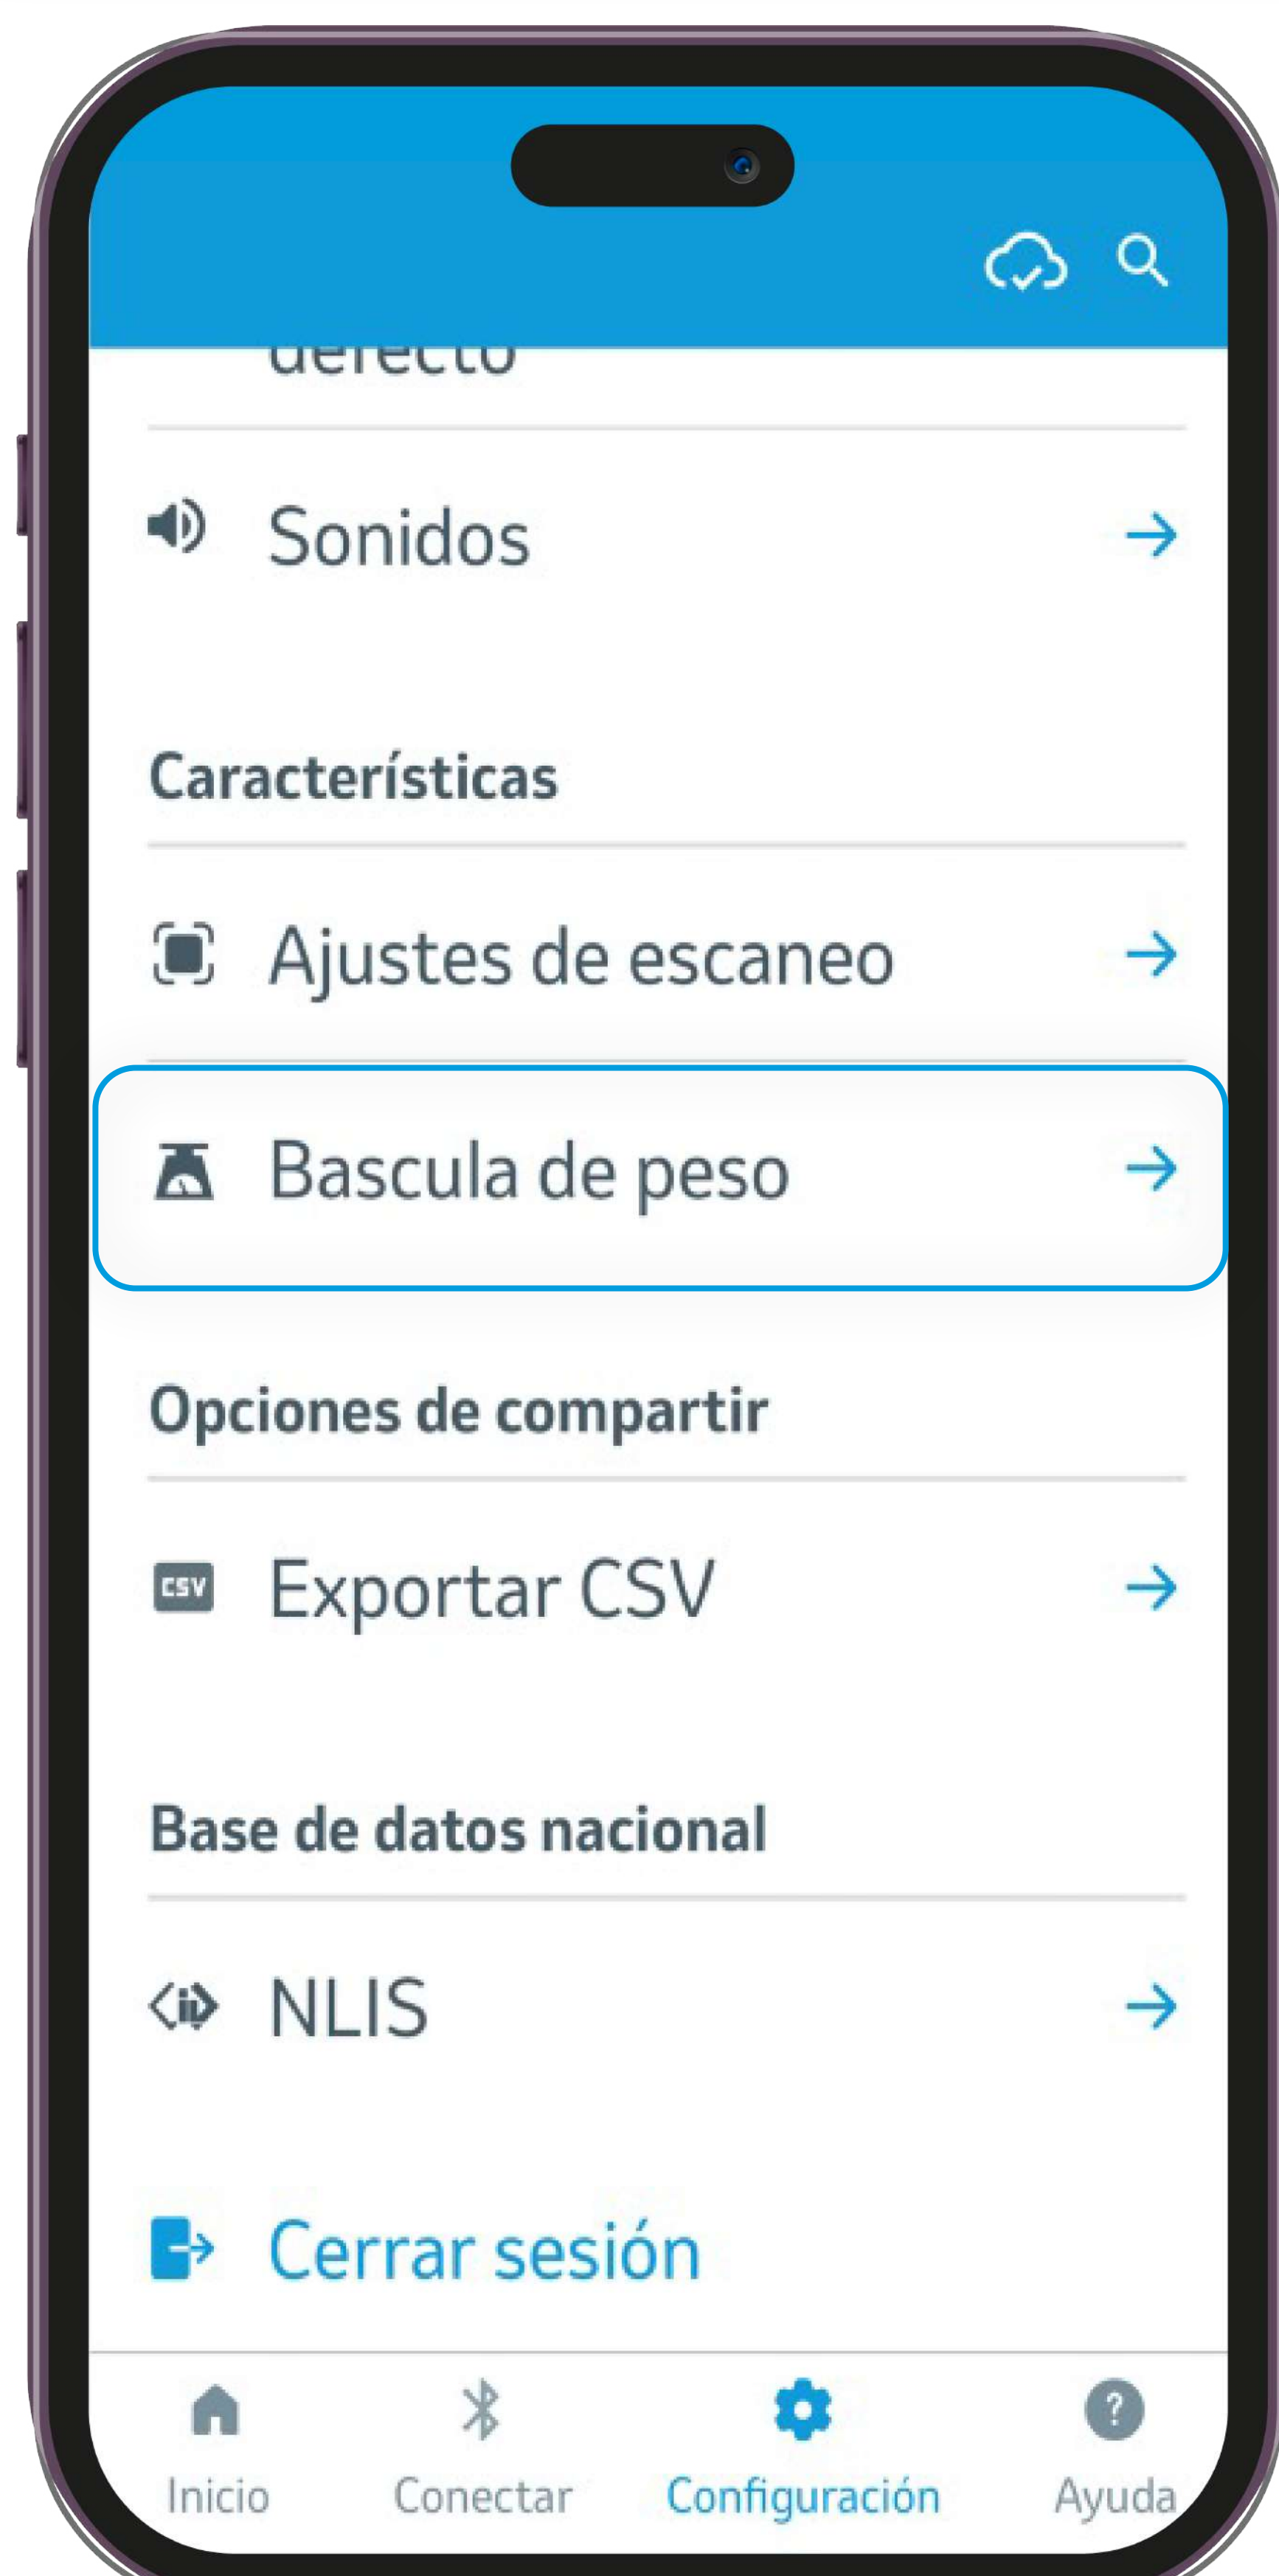 defecto
Sonidos
Características
Ajustes de escaneo
Bascula de peso
Opciones de compartir
CSV
Exportar CSV
Base de datos nacional
NLIS
Cerrar sesión
Inicio
Conectar
Configuración
Ayuda